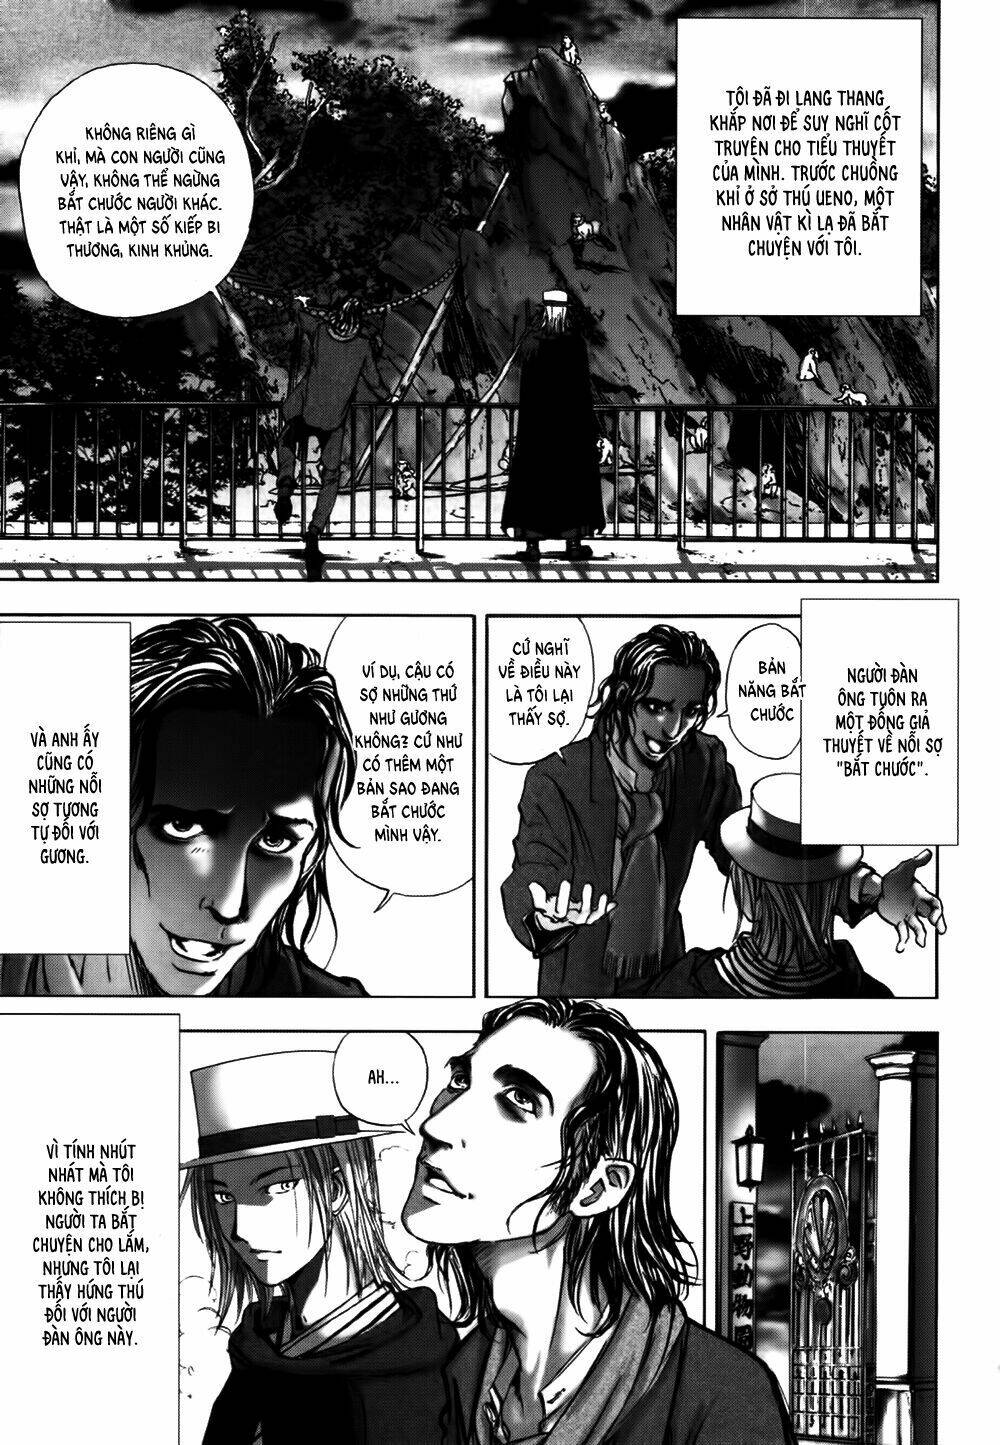 TÔI ĐÃ ĐI LANG THANG
KHẮP NƠI ĐỂ SUY NGHĨ CỐT
TRUYỆN CHO TIỂU THUYẾT
CỦA MÌNH. TRƯỚC CHUỒNG
KHỈ Ở SỞ THÚ UENO, MỘT
NHÂN VẬT KÌ LẠ ĐÃ BẮT
CHUYỆN VỚI TÔI.
KHÔNG RIÊNG GÌ
KHỈ, MÀ CON NGƯỜI CŨNG
VẬY, KHÔNG THỂ NGỪNG
BẮT CHƯỚC NGƯỜI KHÁC.
THẬT LÀ MỘT SỐ KIẾP BI
THƯƠNG, KINH KHỦNG.
NGƯỜI ĐÀN
ÔNG TUÔN RA
MỘT ĐỐNG GIẢ
THUYẾT VỀ NỖI SỢ
"BẮT CHƯỚC".
BẢN
NĂNG BẮT
CHƯỚC
CỨ NGHĨ
VỀ ĐIỀU NÀY
LÀ TÔI LẠI
THẤY SỢ.
VÍ DỤ, CẬU CÓ
SỢ NHỮNG THỨ
NHƯ GƯƠNG
KHÔNG? CỨ NHƯ
CÓ THÊM MỘT
BẢN SAO ĐANG
BẮT CHƯỚC
MÌNH VẬY.
VÀ ANH ẤY
CŨNG CÓ
NHỮNG NỖI
SỢ TƯƠNG
TỰ ĐỐI VỚI
GƯƠNG.
上野動物園
AH...
VÌ TÍNH NHÚT
NHÁT MÀ TÔI
KHÔNG THÍCH BỊ
NGƯỜI TA BẮT
CHUYỆN CHO LẮM,
NHƯNG TÔI LẠI
THẤY HỨNG THÚ
ĐỐI VỚI NGƯỜI
ĐÀN ÔNG NÀY.